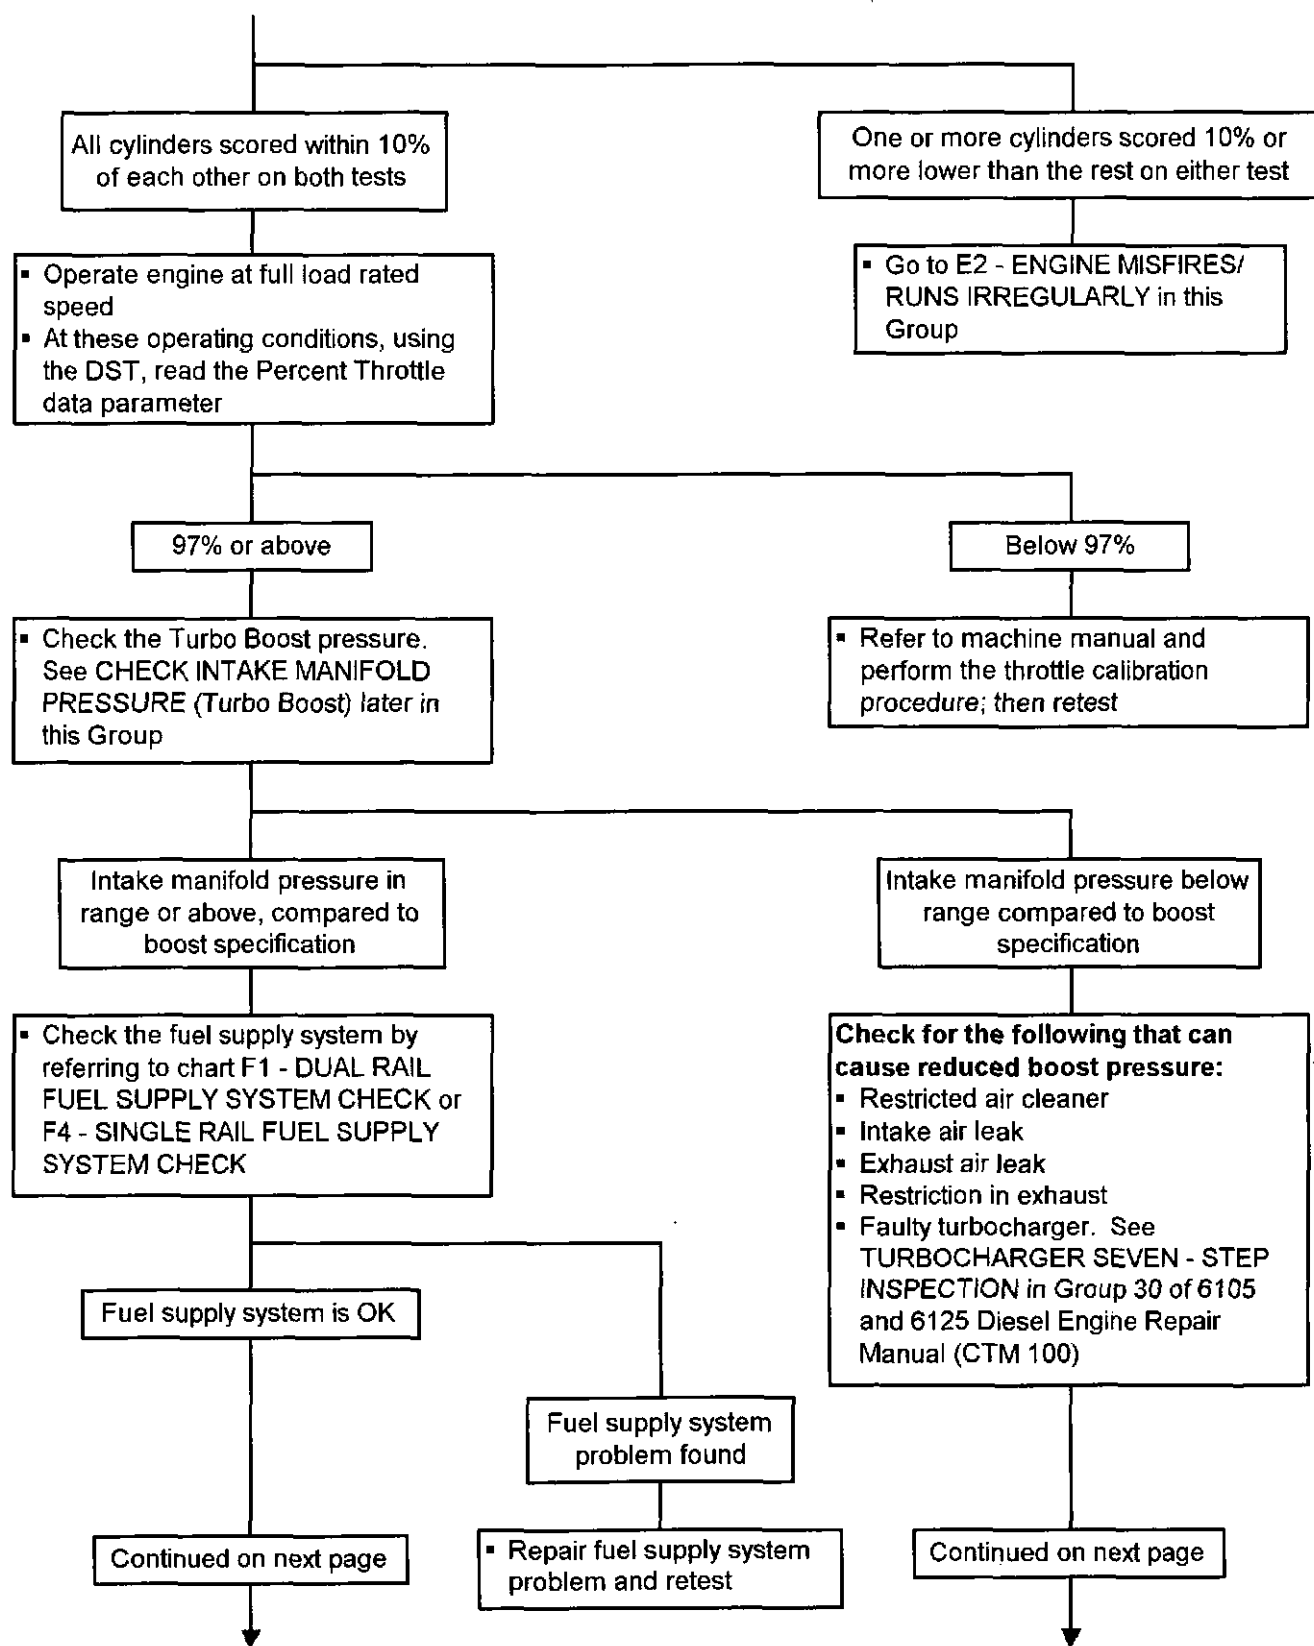 All cylinders scored within 10%
of each other on both tests
One or more cylinders scored 10% or
more lower than the rest on either test
▪ Operate engine at full load rated
speed
▪ At these operating conditions, using
the DST, read the Percent Throttle
data parameter
▪ Go to E2 - ENGINE MISFIRES/
RUNS IRREGULARLY in this
Group
97% or above
Below 97%
▪ Check the Turbo Boost pressure.
See CHECK INTAKE MANIFOLD
PRESSURE (Turbo Boost) later in
this Group
▪ Refer to machine manual and
perform the throttle calibration
procedure; then retest
Intake manifold pressure in
range or above, compared to
boost specification
Intake manifold pressure below
range compared to boost
specification
▪ Check the fuel supply system by
referring to chart F1 - DUAL RAIL
FUEL SUPPLY SYSTEM CHECK or
F4 - SINGLE RAIL FUEL SUPPLY
SYSTEM CHECK
Check for the following that can
cause reduced boost pressure:
▪ Restricted air cleaner
▪ Intake air leak
▪ Exhaust air leak
▪ Restriction in exhaust
▪ Faulty turbocharger. See
TURBOCHARGER SEVEN - STEP
INSPECTION in Group 30 of 6105
and 6125 Diesel Engine Repair
Manual (CTM 100)
Fuel supply system is OK
Fuel supply system
problem found
Continued on next page
▪ Repair fuel supply system
problem and retest
Continued on next page